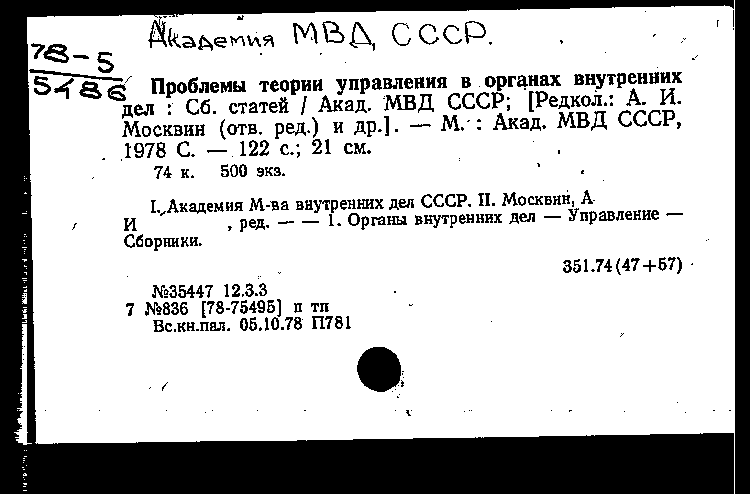 Академия МВД СССР.
78-5
5486
Проблемы теории управления в органах внутренних
дел : Сб. статей / Акад. МВД СССР; [Редкол.: А. И.
Москвин (отв. ред.) и др.]. — М. : Акад. МВД СССР,
1978 С. — 122 с.; 21 см.
74 к. 500 экз.
I. Академия М-ва внутренних дел СССР. II. Москвин, А
И , ред. — — 1. Органы внутренних дел — Управление —
Сборники.
351.74(47+57)
№35447 12.3.3
7 №836 [78-75495] п тп
Вс.кн.пал. 05.10.78 П781